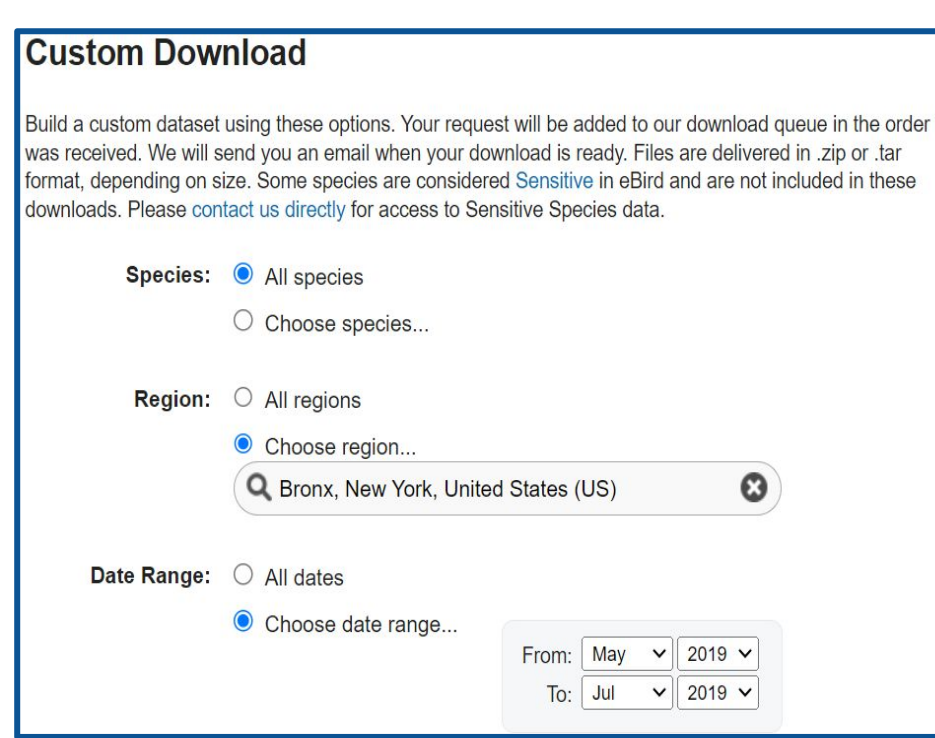 Custom Download
Build a custom dataset using these options. Your request will be added to our download queue in the order
was received. We will send you an email when your download is ready. Files are delivered in .zip or .tar
format, depending on size. Some species are considered Sensitive in eBird and are not included in these
downloads. Please contact us directly for access to Sensitive Species data.
Species: All species
Choose species...
Region: All regions
Choose region...
Bronx, New York, United States (US)
Date Range: All dates
Choose date range...
From: May 2019
To: Jul 2019